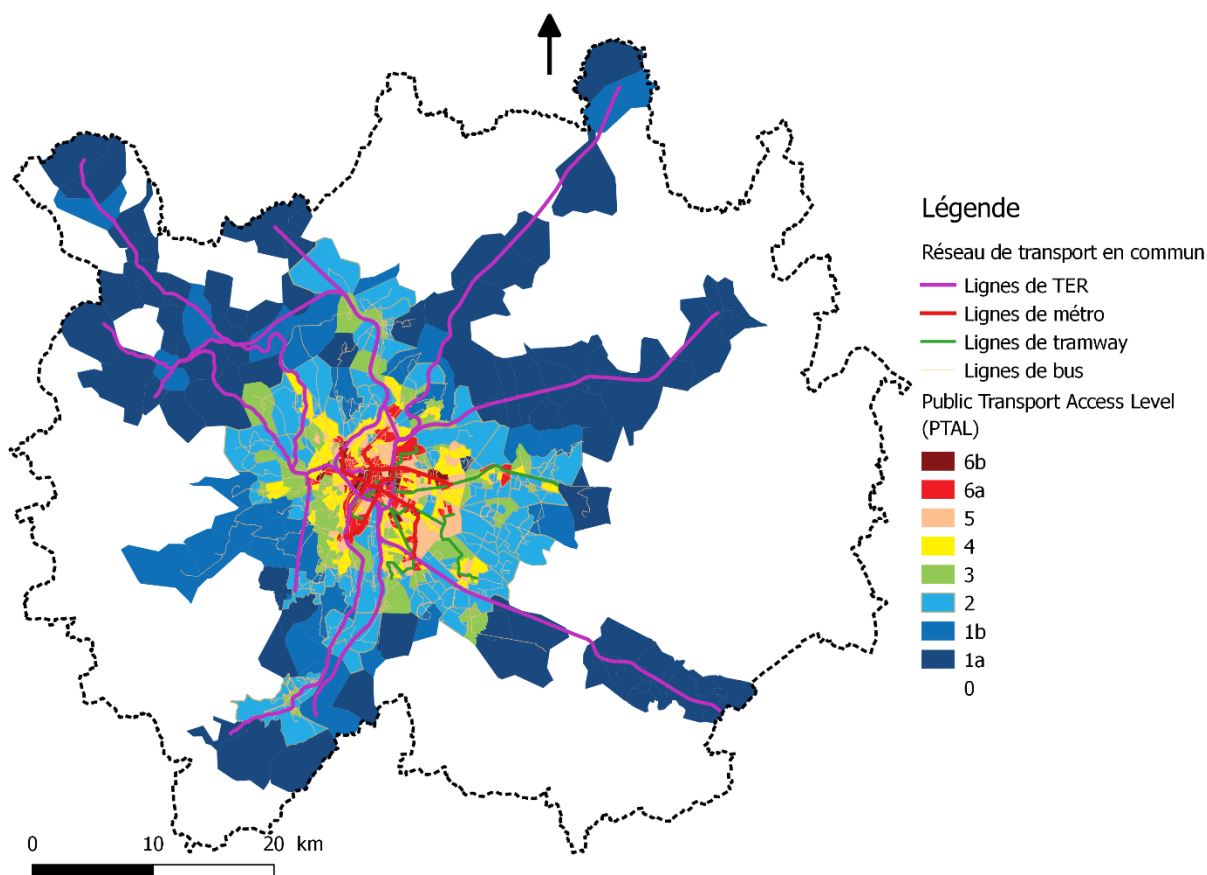 Légende
Réseau de transport en commun
Lignes de TER
Lignes de métro
Lignes de tramway
Lignes de bus
Public Transport Access Level
(PTAL)
6b
6a
5
4
3
2
1b
1a
0
0 10 20 km